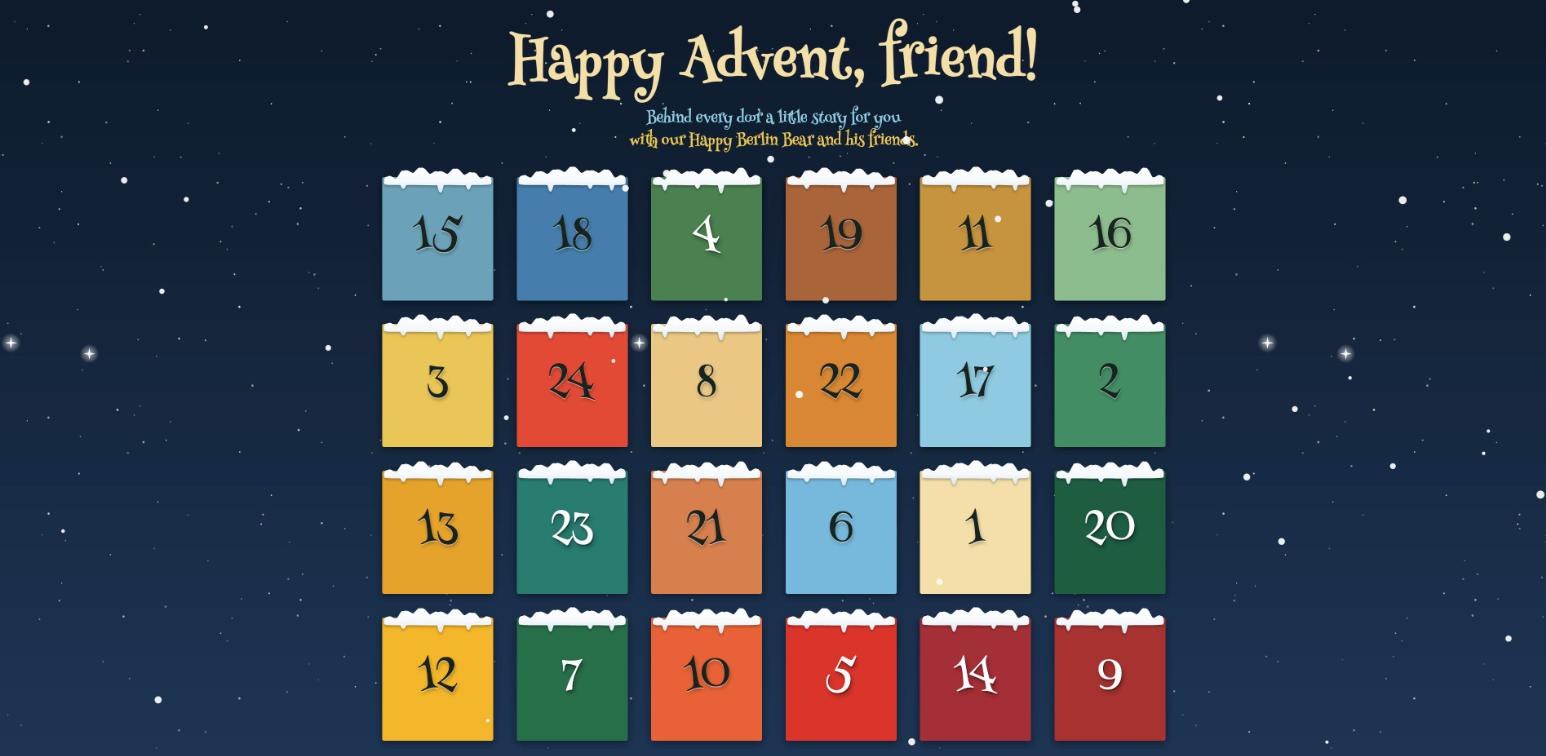 Happy Advent, friend!
Behind every door a little story for you
with our Happy Berlin Bear and his friends.
15 18 4 19 11 16
3 24 8 22 17 2
13 23 21 6 1 20
12 7 10 5 14 9